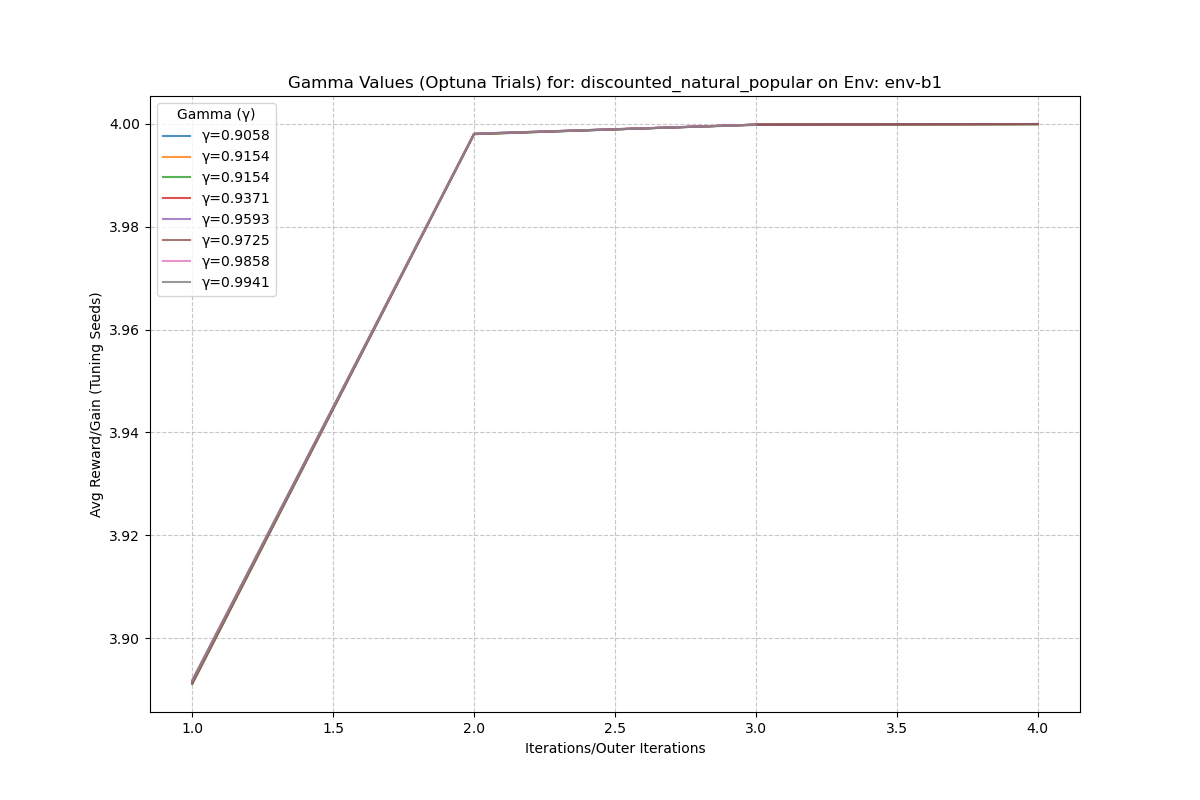 Gamma Values (Optuna Trials) for: discounted_natural_popular on Env: env-b1
Gamma (γ)
γ=0.9058
γ=0.9154
γ=0.9154
γ=0.9371
γ=0.9593
γ=0.9725
γ=0.9858
γ=0.9941
Avg Reward/Gain (Tuning Seeds)
4.00
3.98
3.96
3.94
3.92
3.90
1.0 1.5 2.0 2.5 3.0 3.5 4.0
Iterations/Outer Iterations